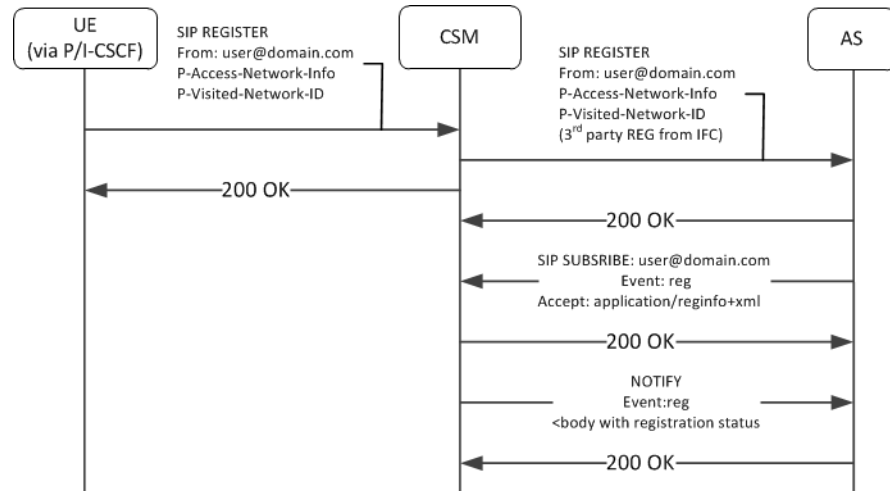 UE
(via P/I-CSCF)
CSM
AS
SIP REGISTER
From: user@domain.com
P-Access-Network-Info
P-Visited-Network-ID
SIP REGISTER
From: user@domain.com
P-Access-Network-Info
P-Visited-Network-ID
(3rd party REG from IFC)
200 OK
200 OK
SIP SUBSRIBE: user@domain.com
Event: reg
Accept: application/reginfo+xml
200 OK
NOTIFY
Event:reg
<body with registration status
200 OK